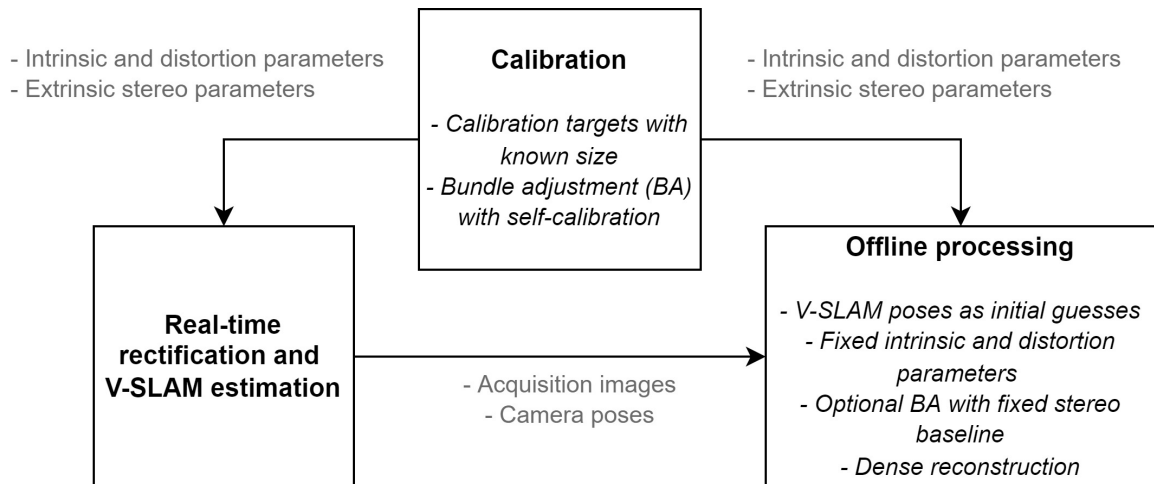 - Intrinsic and distortion parameters
- Extrinsic stereo parameters
Calibration
- Calibration targets with
known size
- Bundle adjustment (BA)
with self-calibration
- Intrinsic and distortion parameters
- Extrinsic stereo parameters
Real-time
rectification and
V-SLAM estimation
- Acquisition images
- Camera poses
Offline processing
- V-SLAM poses as initial guesses
- Fixed intrinsic and distortion
parameters
- Optional BA with fixed stereo
baseline
- Dense reconstruction